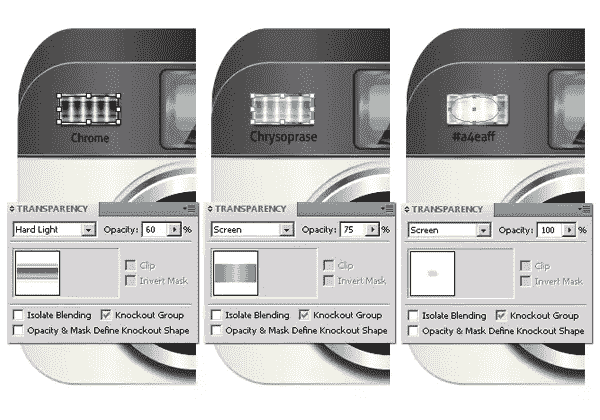 Chrome
TRANSPARENCY
Hard Light Opacity: 60 %
Clip
Invert Mask
Isolate Blending Knockout Group
Opacity & Mask Define Knockout Shape
Chrysoprase
TRANSPARENCY
Screen Opacity: 75 %
Clip
Invert Mask
Isolate Blending Knockout Group
Opacity & Mask Define Knockout Shape
#a4eaff
TRANSPARENCY
Screen Opacity: 100 %
Clip
Invert Mask
Isolate Blending Knockout Group
Opacity & Mask Define Knockout Shape